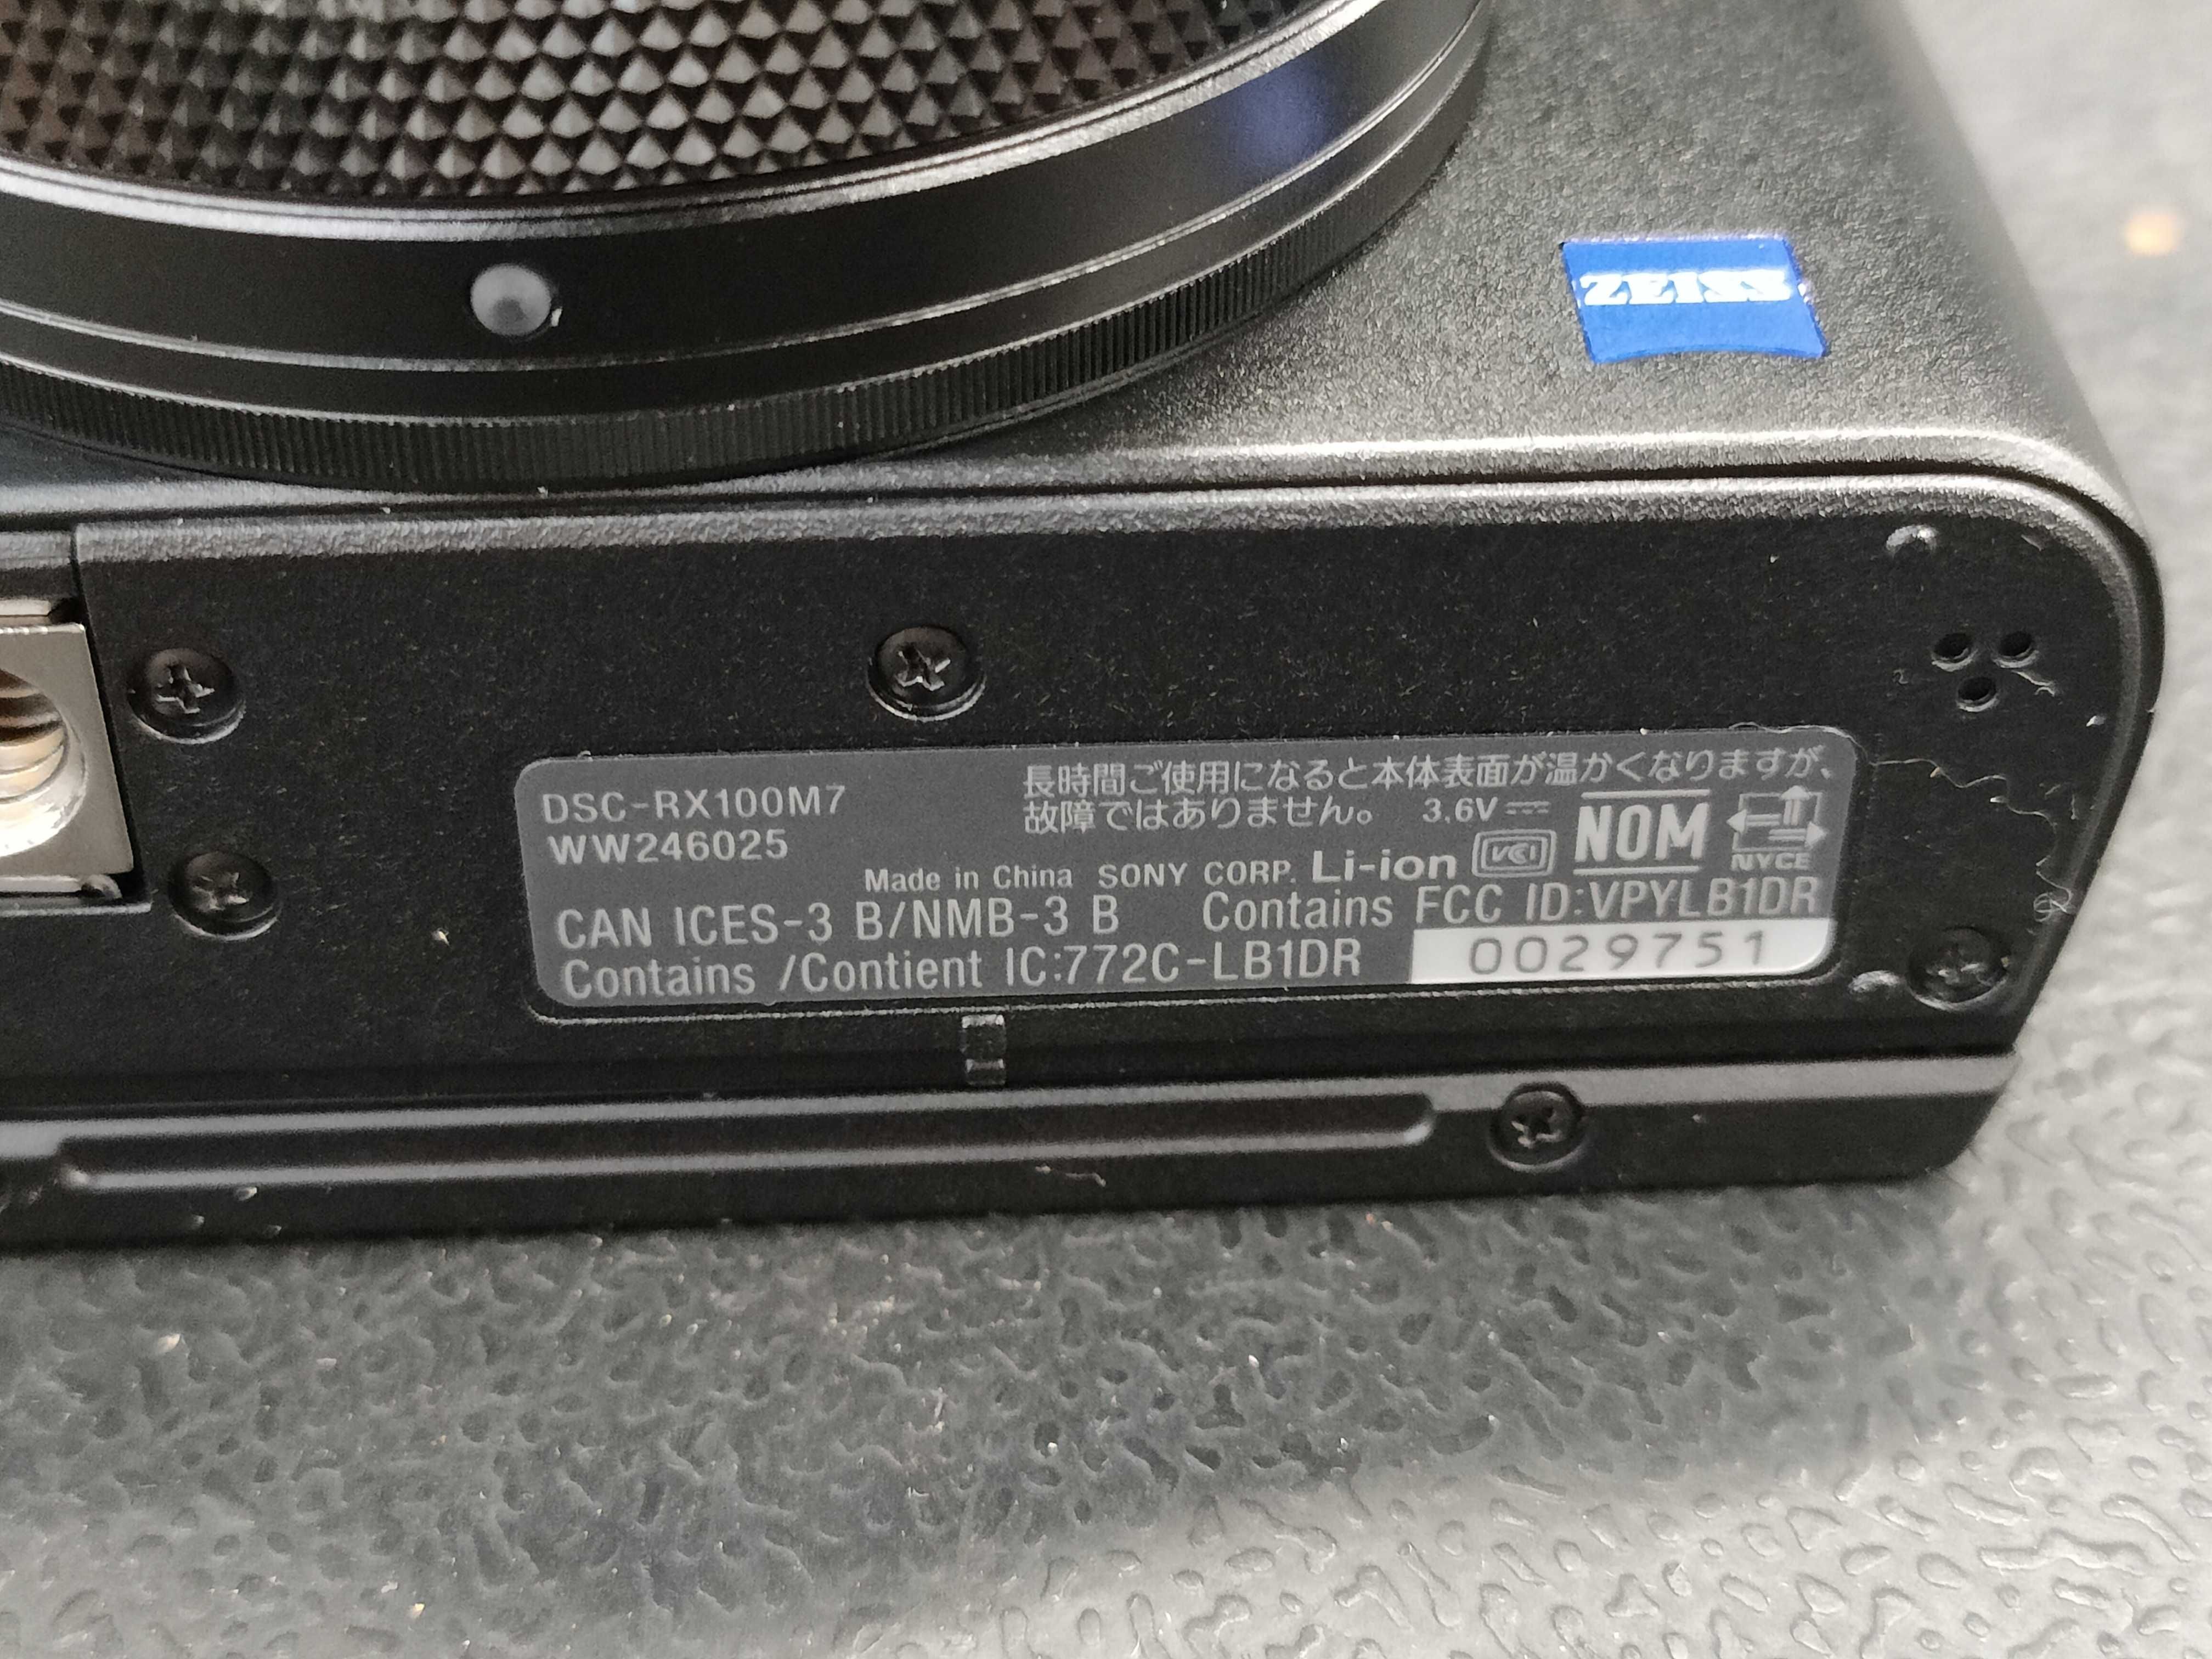 ZEISS
DSC-RX100M7
WW246025
長時間ご使用になると本体表面が温かくなりますが、
故障ではありません。 3.6V
NOM
NYCE
Made in China SONY CORP. Li-ion VCI
CAN ICES-3 B/NMB-3 B Contains FCC ID:VPYLB1DR
Contains /Contient IC:772C-LB1DR 0029751